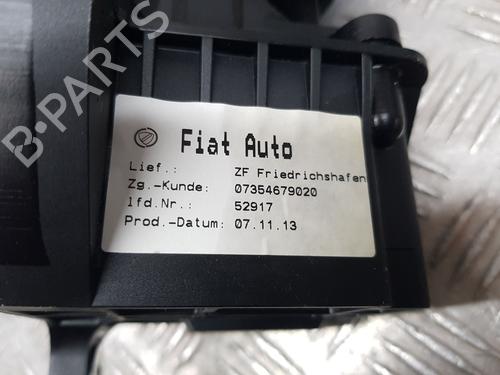 B-PARTS
Fiat Auto
Lief.: ZF Friedrichshafen
Zg.-Kunde: 07354679020
lfd.Nr.: 52917
Prod.-Datum: 07.11.13